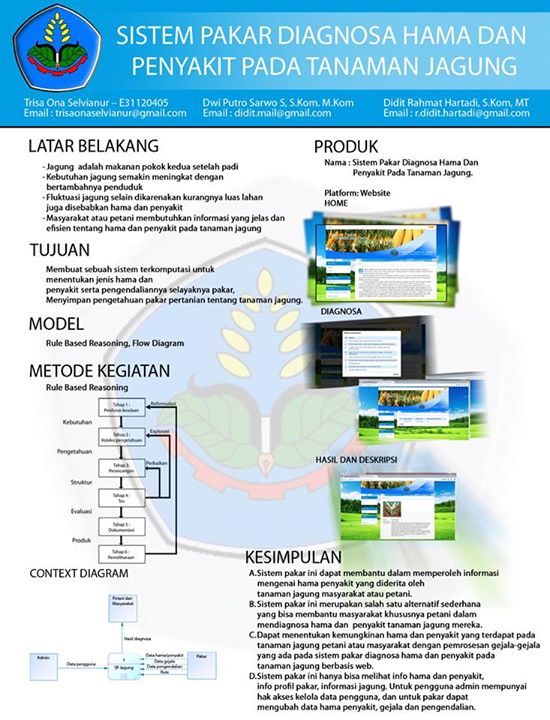 SISTEM PAKAR DIAGNOSA HAMA DAN
PENYAKIT PADA TANAMAN JAGUNG
Trisa Ona Selvianur – E31120405
Email : trisaonaselvianur@gmail.com
Dwi Putro Sarwo S, S.Kom, M.Kom
Email : didit.mail@gmail.com
Didit Rahmat Hartadi, S.Kom, MT
Email : r.didit.hartadi@gmail.com
LATAR BELAKANG
- Jagung adalah makanan pokok kedua setelah padi
- Kebutuhan jagung semakin meningkat dengan
bertambahnya penduduk
- Fluktuasi jagung selain dikarenakan kurangnya luas lahan
juga disebabkan hama dan penyakit
- Masyarakat atau petani membutuhkan informasi yang jelas dan
efisien tentang hama dan penyakit pada tanaman jagung
TUJUAN
Membuat sebuah sistem terkomputasi untuk
menentukan jenis hama dan
penyakit serta pengendaliannya selayaknya pakar,
Menyimpan pengetahuan pakar pertanian tentang tanaman jagung.
MODEL
Rule Based Reasoning, Flow Diagram
METODE KEGIATAN
Rule Based Reasoning
Tahap 1 :
Penilaian keadaan
Reformulasi
Kebutuhan
Tahap 2 :
Koleksi pengetahuan
Explorasi
Pengetahuan
Tahap 3:
Perancangan
Perbaikan
Struktur
Tahap 4 :
Tes
Evaluasi
Tahap 5 :
Dokumentasi
Produk
Tahap 6 :
Pemeliharaan
CONTEXT DIAGRAM
Petani dan
Masyarakat
Hasil diagnosa
Admin
Data pengguna
1
SP Jagung
Data hama/penyakit
Data gejala
Data pengendalian
Rule
Pakar
PRODUK
Nama : Sistem Pakar Diagnosa Hama Dan
Penyakit Pada Tanaman Jagung.
Platform: Website
HOME
DIAGNOSA
HASIL DAN DESKRIPSI
KESIMPULAN
A.Sistem pakar ini dapat membantu dalam memperoleh informasi
mengenai hama penyakit yang diderita oleh
tanaman jagung masyarakat atau petani.
B.Sistem pakar ini merupakan salah satu alternatif sederhana
yang bisa membantu masyarakat khususnya petani dalam
mendiagnosa hama dan penyakit tanaman jagung mereka.
C.Dapat menentukan kemungkinan hama dan penyakit yang terdapat pada
tanaman jagung petani atau masyarakat dengan pemrosesan gejala-gejala
yang ada pada sistem pakar diagnosa hama dan penyakit pada
tanaman jagung berbasis web.
D.Sistem pakar ini hanya bisa melihat info hama dan penyakit,
info profil pakar, informasi jagung. Untuk pengguna admin mempunyai
hak akses kelola data pengguna, dan untuk pakar dapat
mengubah data hama penyakit, gejala dan pengendalian.